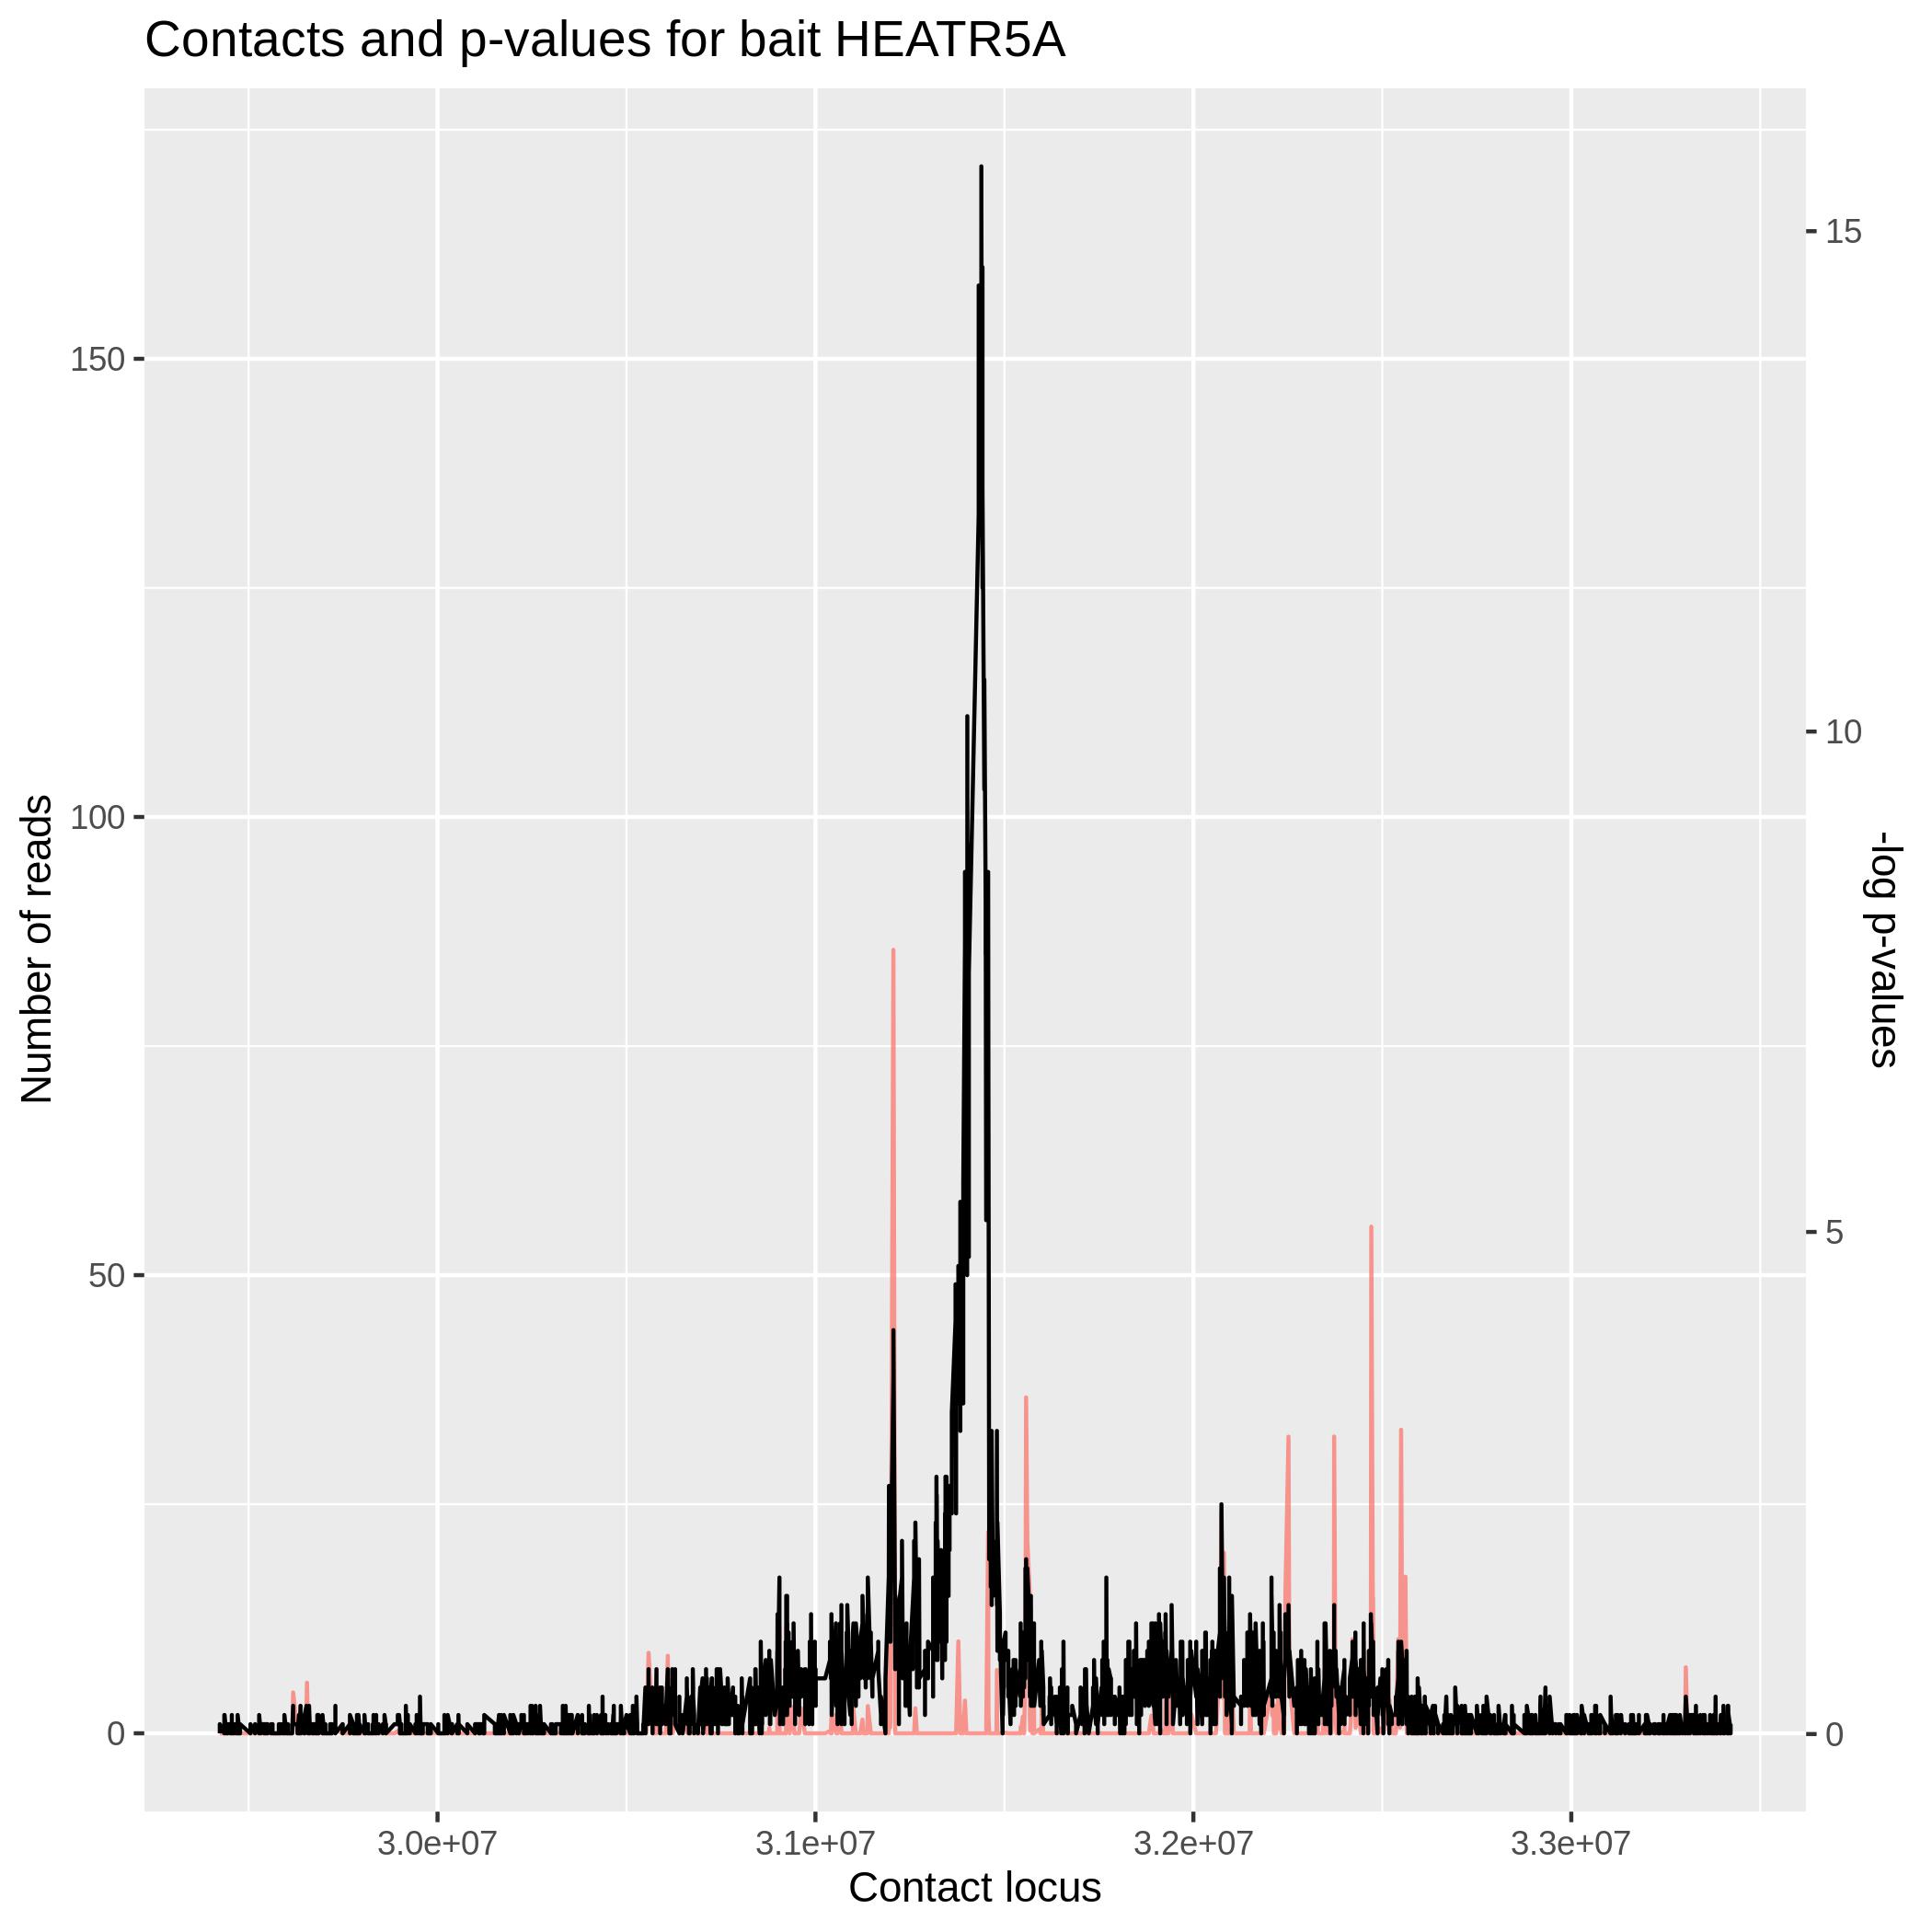 Contacts and p-values for bait HEATR5A
150
100
50
0
15
10
5
0
Number of reads
-log p-values
3.0e+07
3.1e+07
3.2e+07
3.3e+07
Contact locus